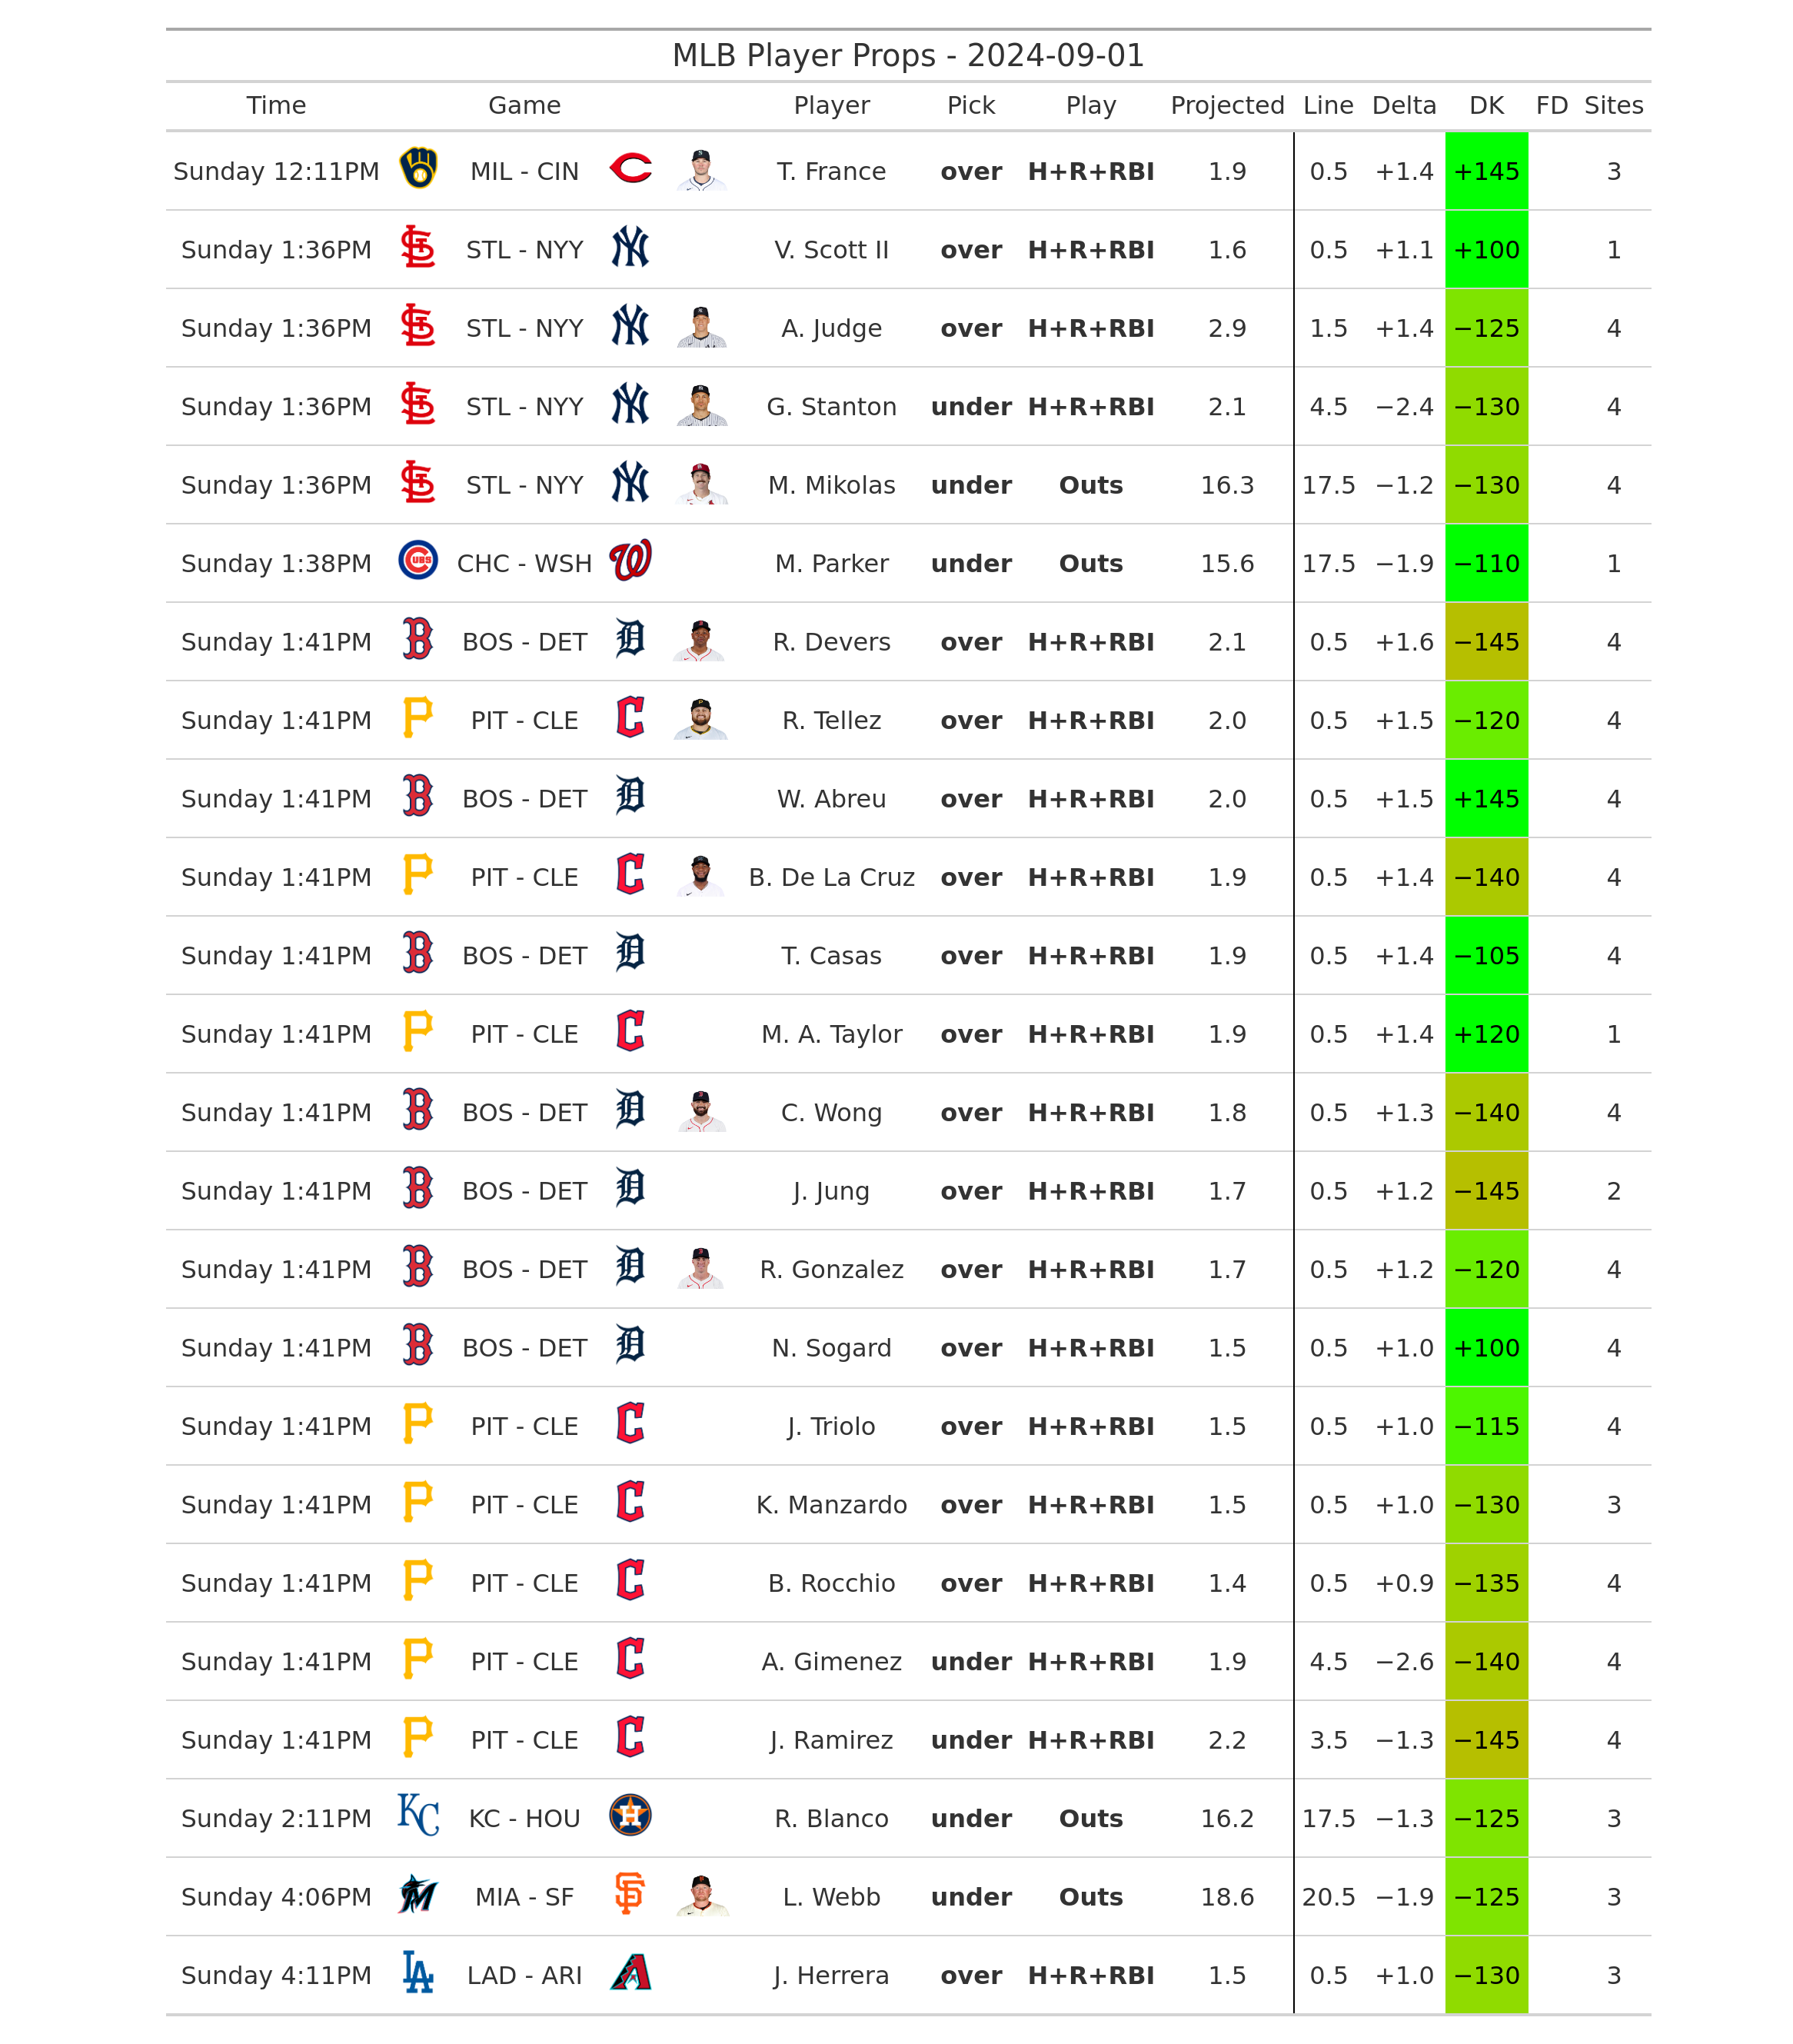 MLB Player Props - 2024-09-01
Time Game Player Pick Play Projected Line Delta DK FD Sites
Sunday 12:11PM MIL - CIN T. France over H+R+RBI 1.9 0.5 +1.4 +145 3
Sunday 1:36PM STL - NYY V. Scott II over H+R+RBI 1.6 0.5 +1.1 +100 1
Sunday 1:36PM STL - NYY A. Judge over H+R+RBI 2.9 1.5 +1.4 −125 4
Sunday 1:36PM STL - NYY G. Stanton under H+R+RBI 2.1 4.5 −2.4 −130 4
Sunday 1:36PM STL - NYY M. Mikolas under Outs 16.3 17.5 −1.2 −130 4
Sunday 1:38PM CHC - WSH M. Parker under Outs 15.6 17.5 −1.9 −110 1
Sunday 1:41PM BOS - DET R. Devers over H+R+RBI 2.1 0.5 +1.6 −145 4
Sunday 1:41PM PIT - CLE R. Tellez over H+R+RBI 2.0 0.5 +1.5 −120 4
Sunday 1:41PM BOS - DET W. Abreu over H+R+RBI 2.0 0.5 +1.5 +145 4
Sunday 1:41PM PIT - CLE B. De La Cruz over H+R+RBI 1.9 0.5 +1.4 −140 4
Sunday 1:41PM BOS - DET T. Casas over H+R+RBI 1.9 0.5 +1.4 −105 4
Sunday 1:41PM PIT - CLE M. A. Taylor over H+R+RBI 1.9 0.5 +1.4 +120 1
Sunday 1:41PM BOS - DET C. Wong over H+R+RBI 1.8 0.5 +1.3 −140 4
Sunday 1:41PM BOS - DET J. Jung over H+R+RBI 1.7 0.5 +1.2 −145 2
Sunday 1:41PM BOS - DET R. Gonzalez over H+R+RBI 1.7 0.5 +1.2 −120 4
Sunday 1:41PM BOS - DET N. Sogard over H+R+RBI 1.5 0.5 +1.0 +100 4
Sunday 1:41PM PIT - CLE J. Triolo over H+R+RBI 1.5 0.5 +1.0 −115 4
Sunday 1:41PM PIT - CLE K. Manzardo over H+R+RBI 1.5 0.5 +1.0 −130 3
Sunday 1:41PM PIT - CLE B. Rocchio over H+R+RBI 1.4 0.5 +0.9 −135 4
Sunday 1:41PM PIT - CLE A. Gimenez under H+R+RBI 1.9 4.5 −2.6 −140 4
Sunday 1:41PM PIT - CLE J. Ramirez under H+R+RBI 2.2 3.5 −1.3 −145 4
Sunday 2:11PM KC - HOU R. Blanco under Outs 16.2 17.5 −1.3 −125 3
Sunday 4:06PM MIA - SF L. Webb under Outs 18.6 20.5 −1.9 −125 3
Sunday 4:11PM LAD - ARI J. Herrera over H+R+RBI 1.5 0.5 +1.0 −130 3